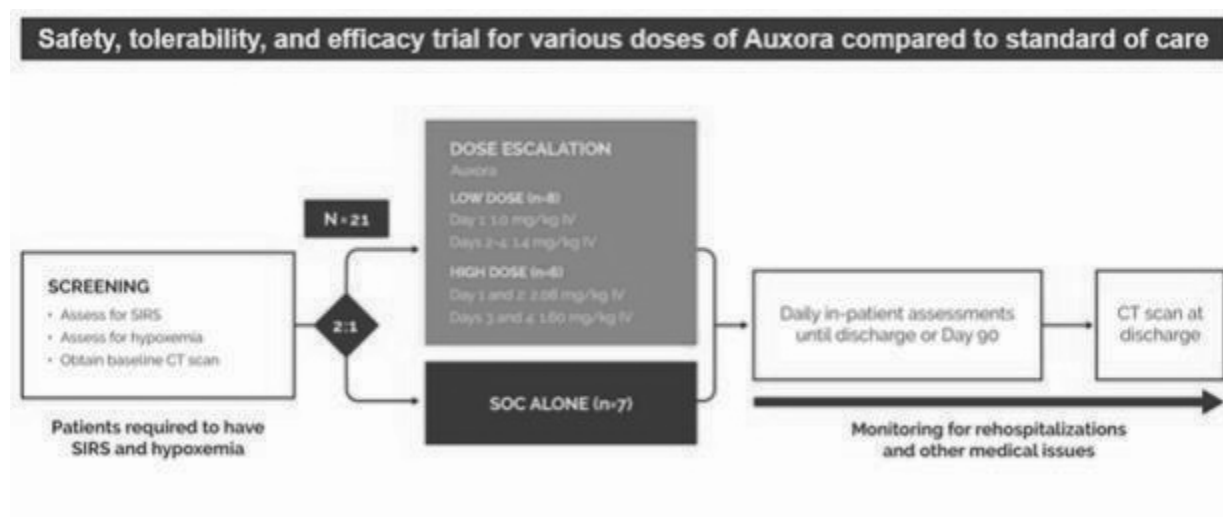 Safety, tolerability, and efficacy trial for various doses of Auxora compared to standard of care
SCREENING
• Assess for SIRS
• Assess for hypoxemia
• Obtain baseline CT scan
Patients required to have
SIRS and hypoxemia
N=21
2:1
DOSE ESCALATION
Auxora
LOW DOSE (n=8)
Day 1: 1.0 mg/kg IV
Days 2-4: 1.4 mg/kg IV
HIGH DOSE (n=6)
Day 1 and 2: 2.08 mg/kg IV
Days 3 and 4: 1.60 mg/kg IV
SOC ALONE (n=7)
Daily in-patient assessments
until discharge or Day 90
CT scan at
discharge
Monitoring for rehospitalizations
and other medical issues